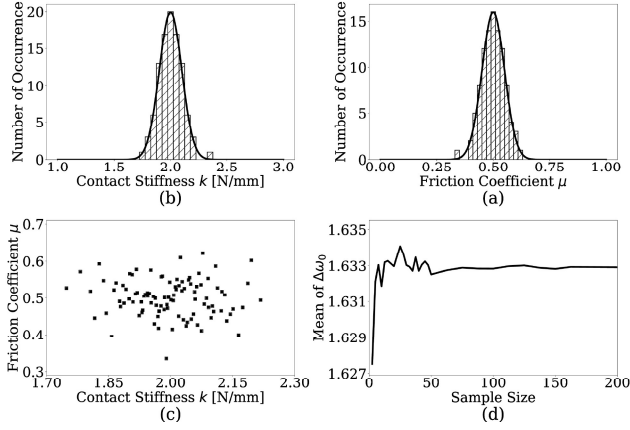 Number of Occurrence
20
15
10
5
0
1.0 1.5 2.0 2.5 3.0
Contact Stiffness k [N/mm]
(b)
Number of Occurrence
15
10
5
0
0.00 0.25 0.50 0.75 1.00
Friction Coefficient μ
(a)
Friction Coefficient μ
0.7
0.6
0.5
0.4
0.3
1.70 1.85 2.00 2.15 2.30
Contact Stiffness k [N/mm]
(c)
Mean of Δω₀
1.635
1.633
1.631
1.629
1.627
0 50 100 150 200
Sample Size
(d)